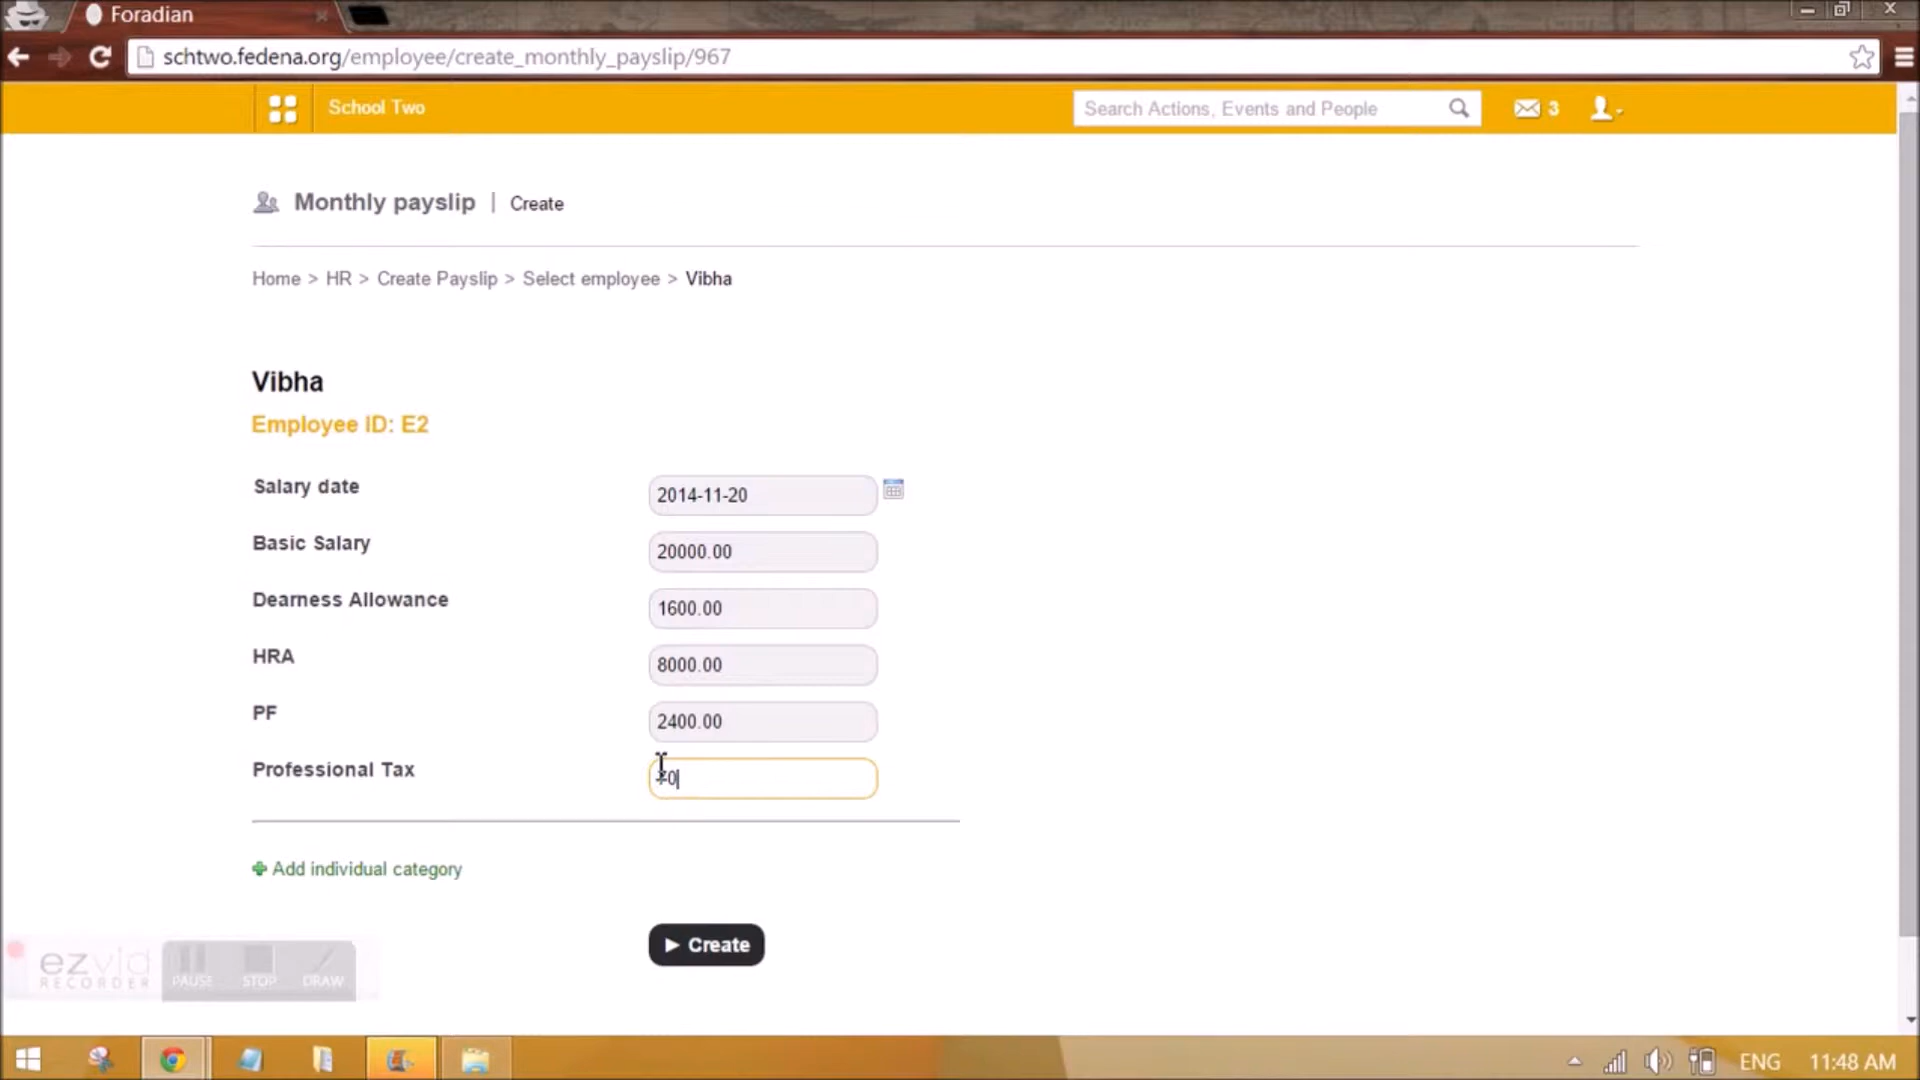 Foradian
schtwo.fedena.org/employee/create_monthly_payslip/967
School Two
Search Actions, Events and People
3
Monthly payslip | Create
Home > HR > Create Payslip > Select employee > Vibha
Vibha
Employee ID: E2
Salary date
2014-11-20
Basic Salary
20000.00
Dearness Allowance
1600.00
HRA
8000.00
PF
2400.00
Professional Tax
Add individual category
Create
ezvid
RECORDER
PAUSE
STOP
DRAW
ENG
11:48 AM